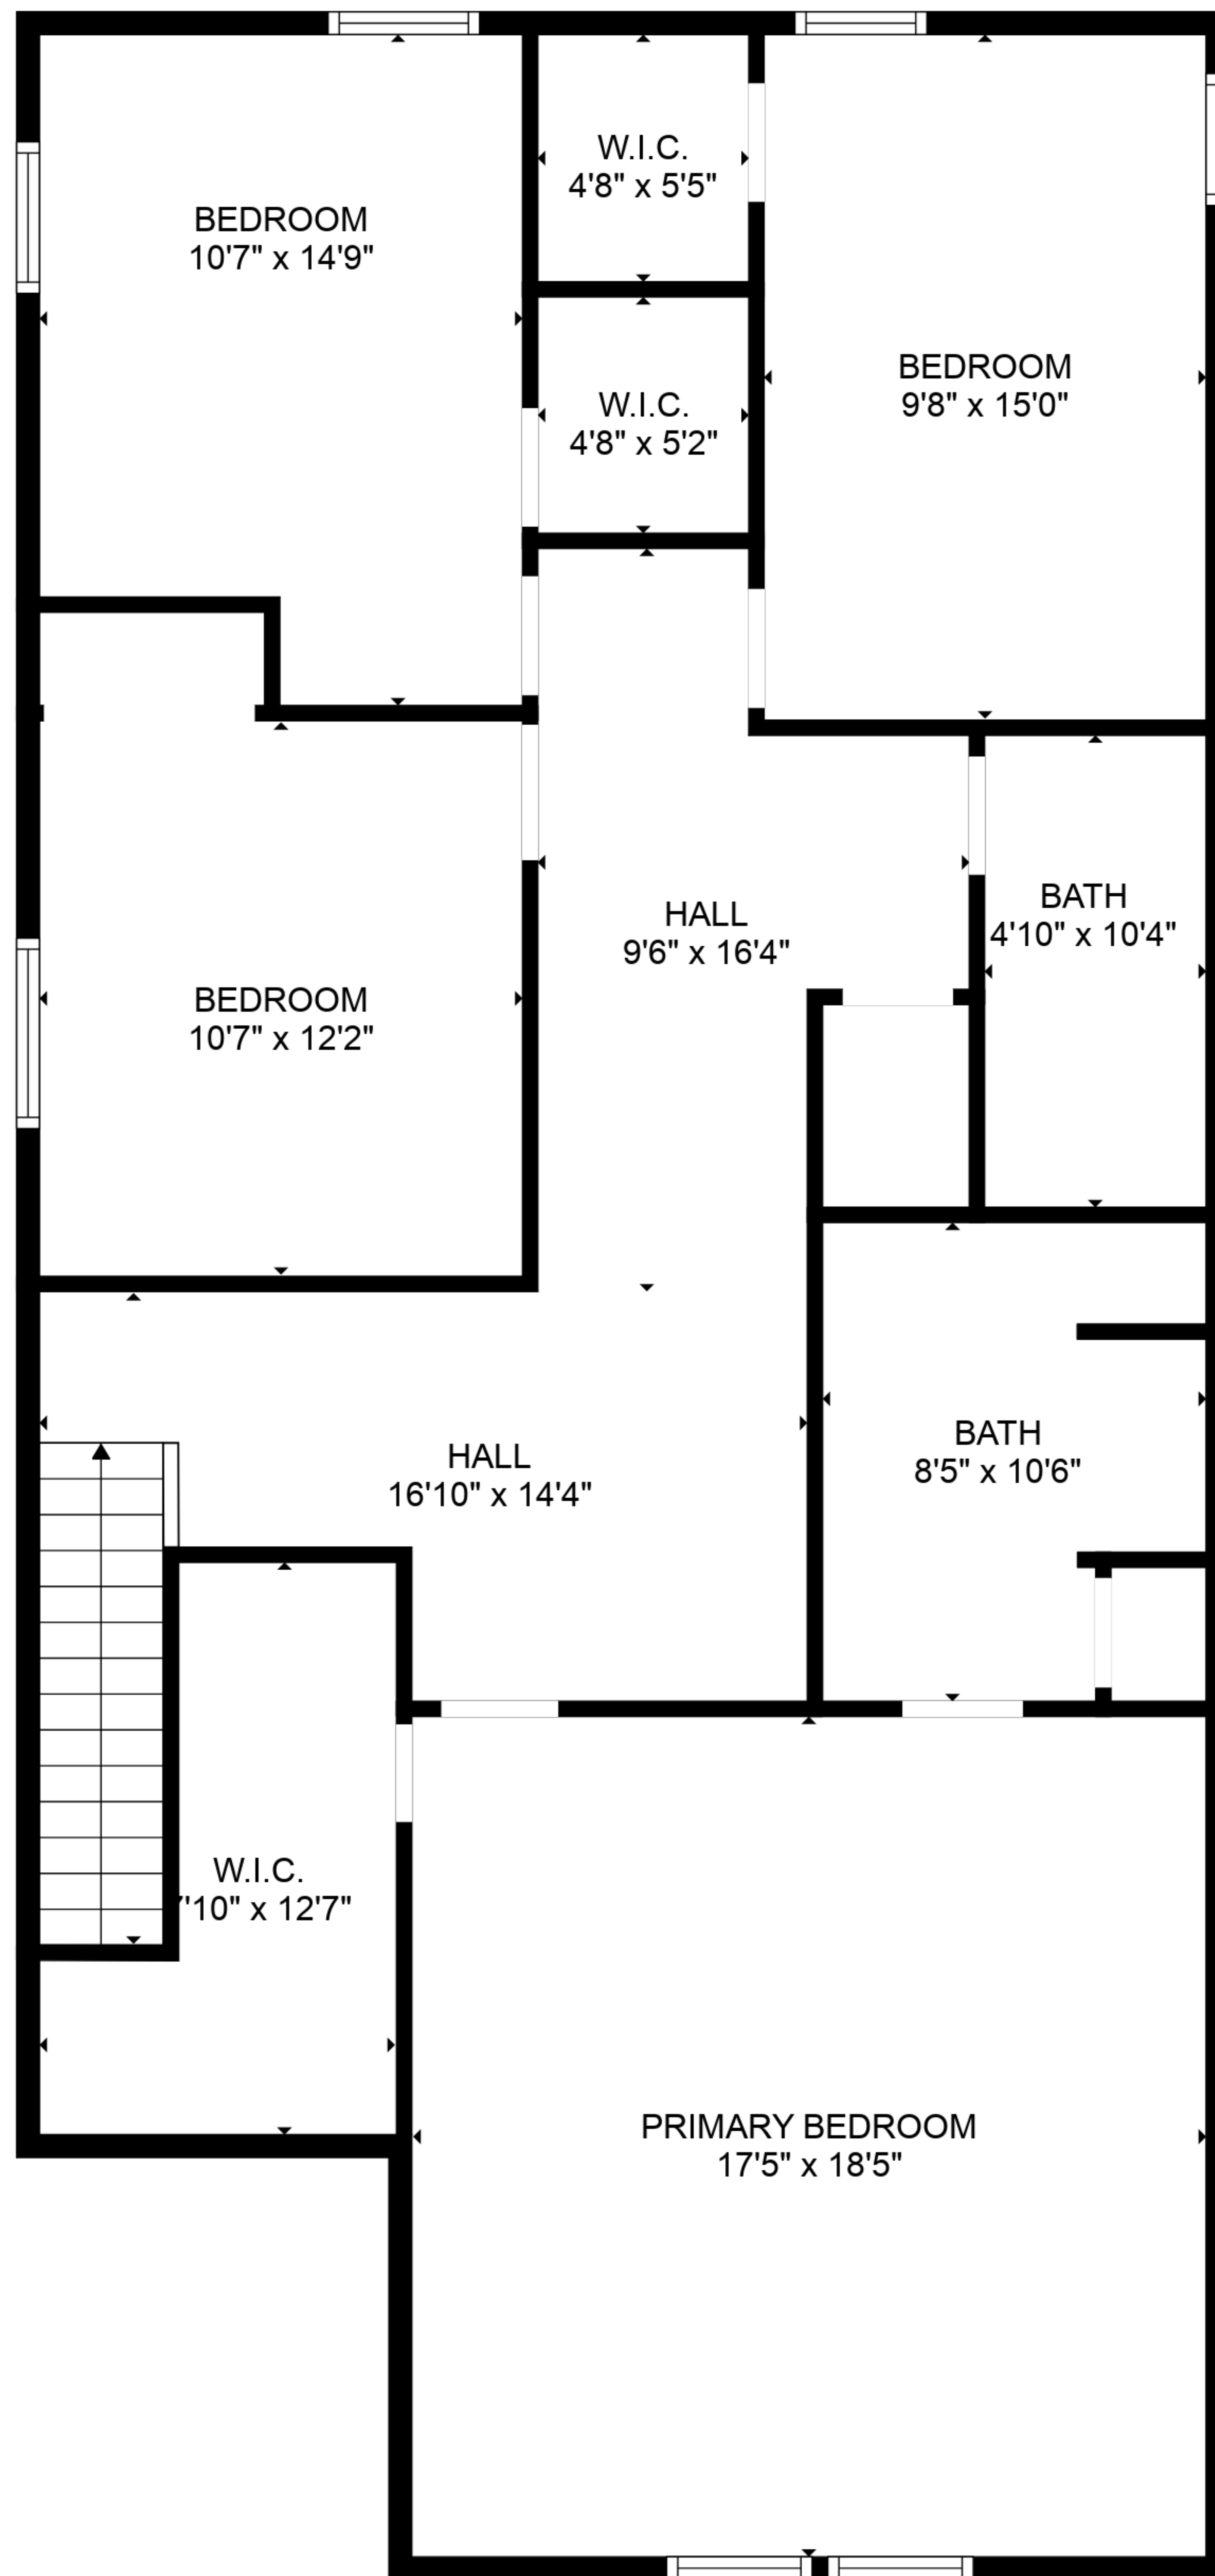 W.I.C.
4'8" x 5'5"
BEDROOM
10'7" x 14'9"
BEDROOM
9'8" x 15'0"
W.I.C.
4'8" x 5'2"
BATH
4'10" x 10'4"
HALL
9'6" x 16'4"
BEDROOM
10'7" x 12'2"
BATH
8'5" x 10'6"
HALL
16'10" x 14'4"
W.I.C.
7'10" x 12'7"
PRIMARY BEDROOM
17'5" x 18'5"